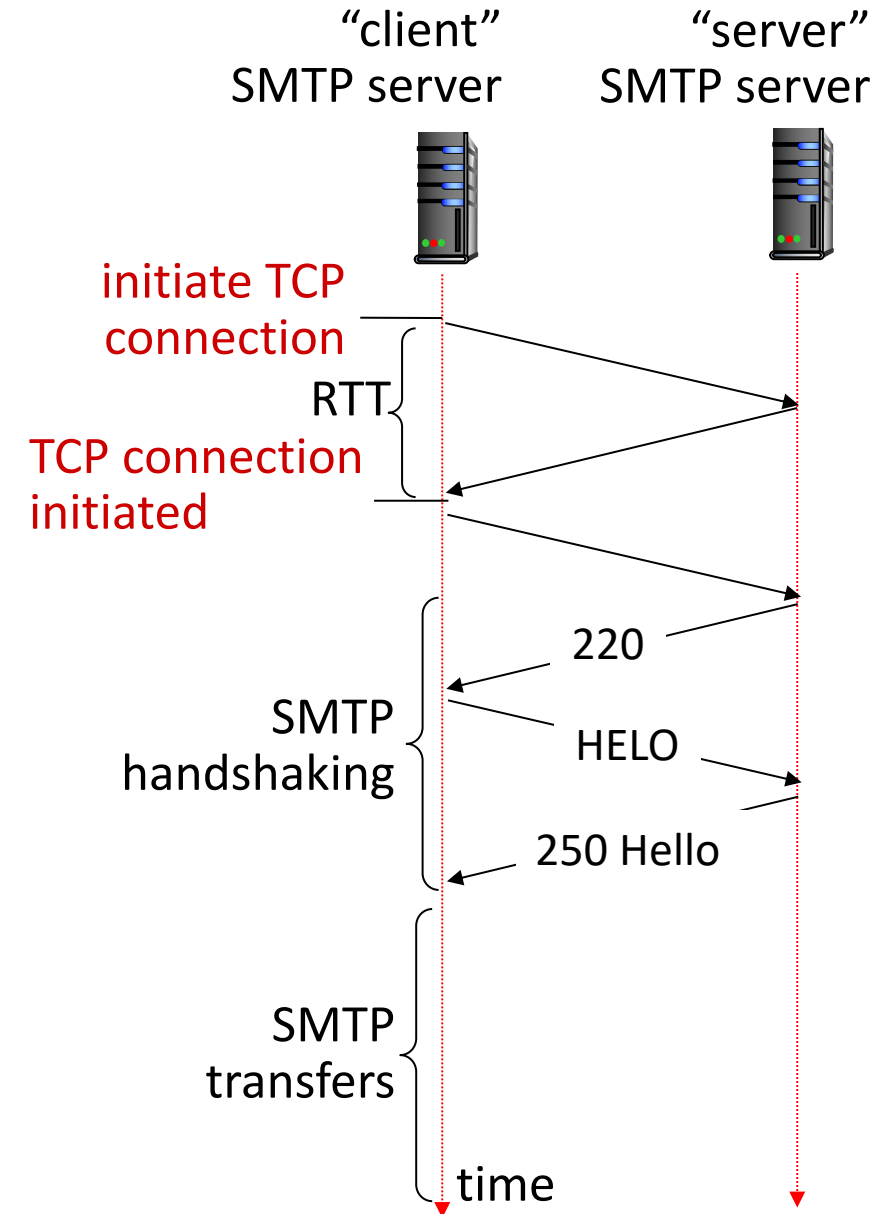 “client”
SMTP server
“server”
SMTP server
initiate TCP
connection
RTT
TCP connection
initiated
220
SMTP
handshaking
HELO
250 Hello
SMTP
transfers
time